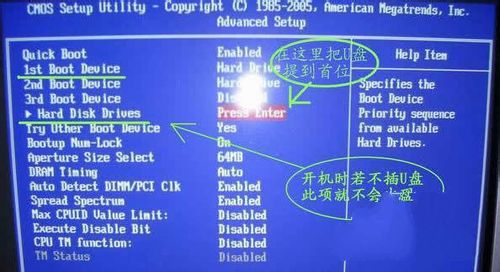 CMOS Setup Utility - Copyright (C) 1985-2005, American Megatrends, Inc.
Advanced Setup
Quick Boot Enabled
1st Boot Device Hard Drive
2nd Boot Device Hard Drive
3rd Boot Device
▶ Hard Disk Drives Press Enter
Try Other Boot Device Yes
Bootup Num-Lock On
Aperture Size Select 64MB
DRAM Timing Auto
Auto Detect DIMM/PCI Clk Enabled
Spread Spectrum Enabled
Max CPUID Value Limit: Disabled
Execute Disable Bit Disabled
CPU TM function: Disabled
TM Status Disabled
在这里把U盘
提到首位
Help Item
Specifies the
Boot Device
Priority sequence
from available
Hard Drives.
开机时若不插U盘
此项就不会 盘